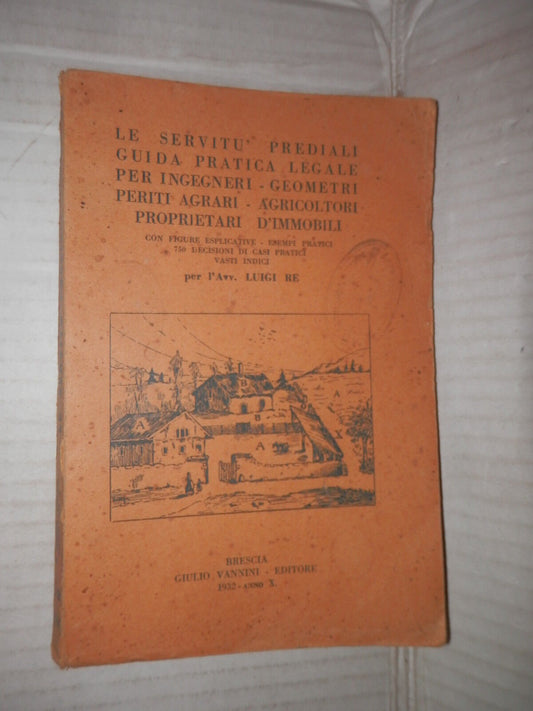 LE SERVITU' PREDIALI
GUIDA PRATICA LEGALE
PER INGEGNERI - GEOMETRI
PERITI AGRARI - AGRICOLTORI
PROPRIETARI D'IMMOBILI
CON FIGURE ESPLICATIVE - ESEMPI PRATICI
750 DECISIONI DI CASI PRATICI
VASTI INDICI
per l'Avv. LUIGI RE
A
B
A
A
BRESCIA
GIULIO VANNINI - EDITORE
1932 - ANNO X.